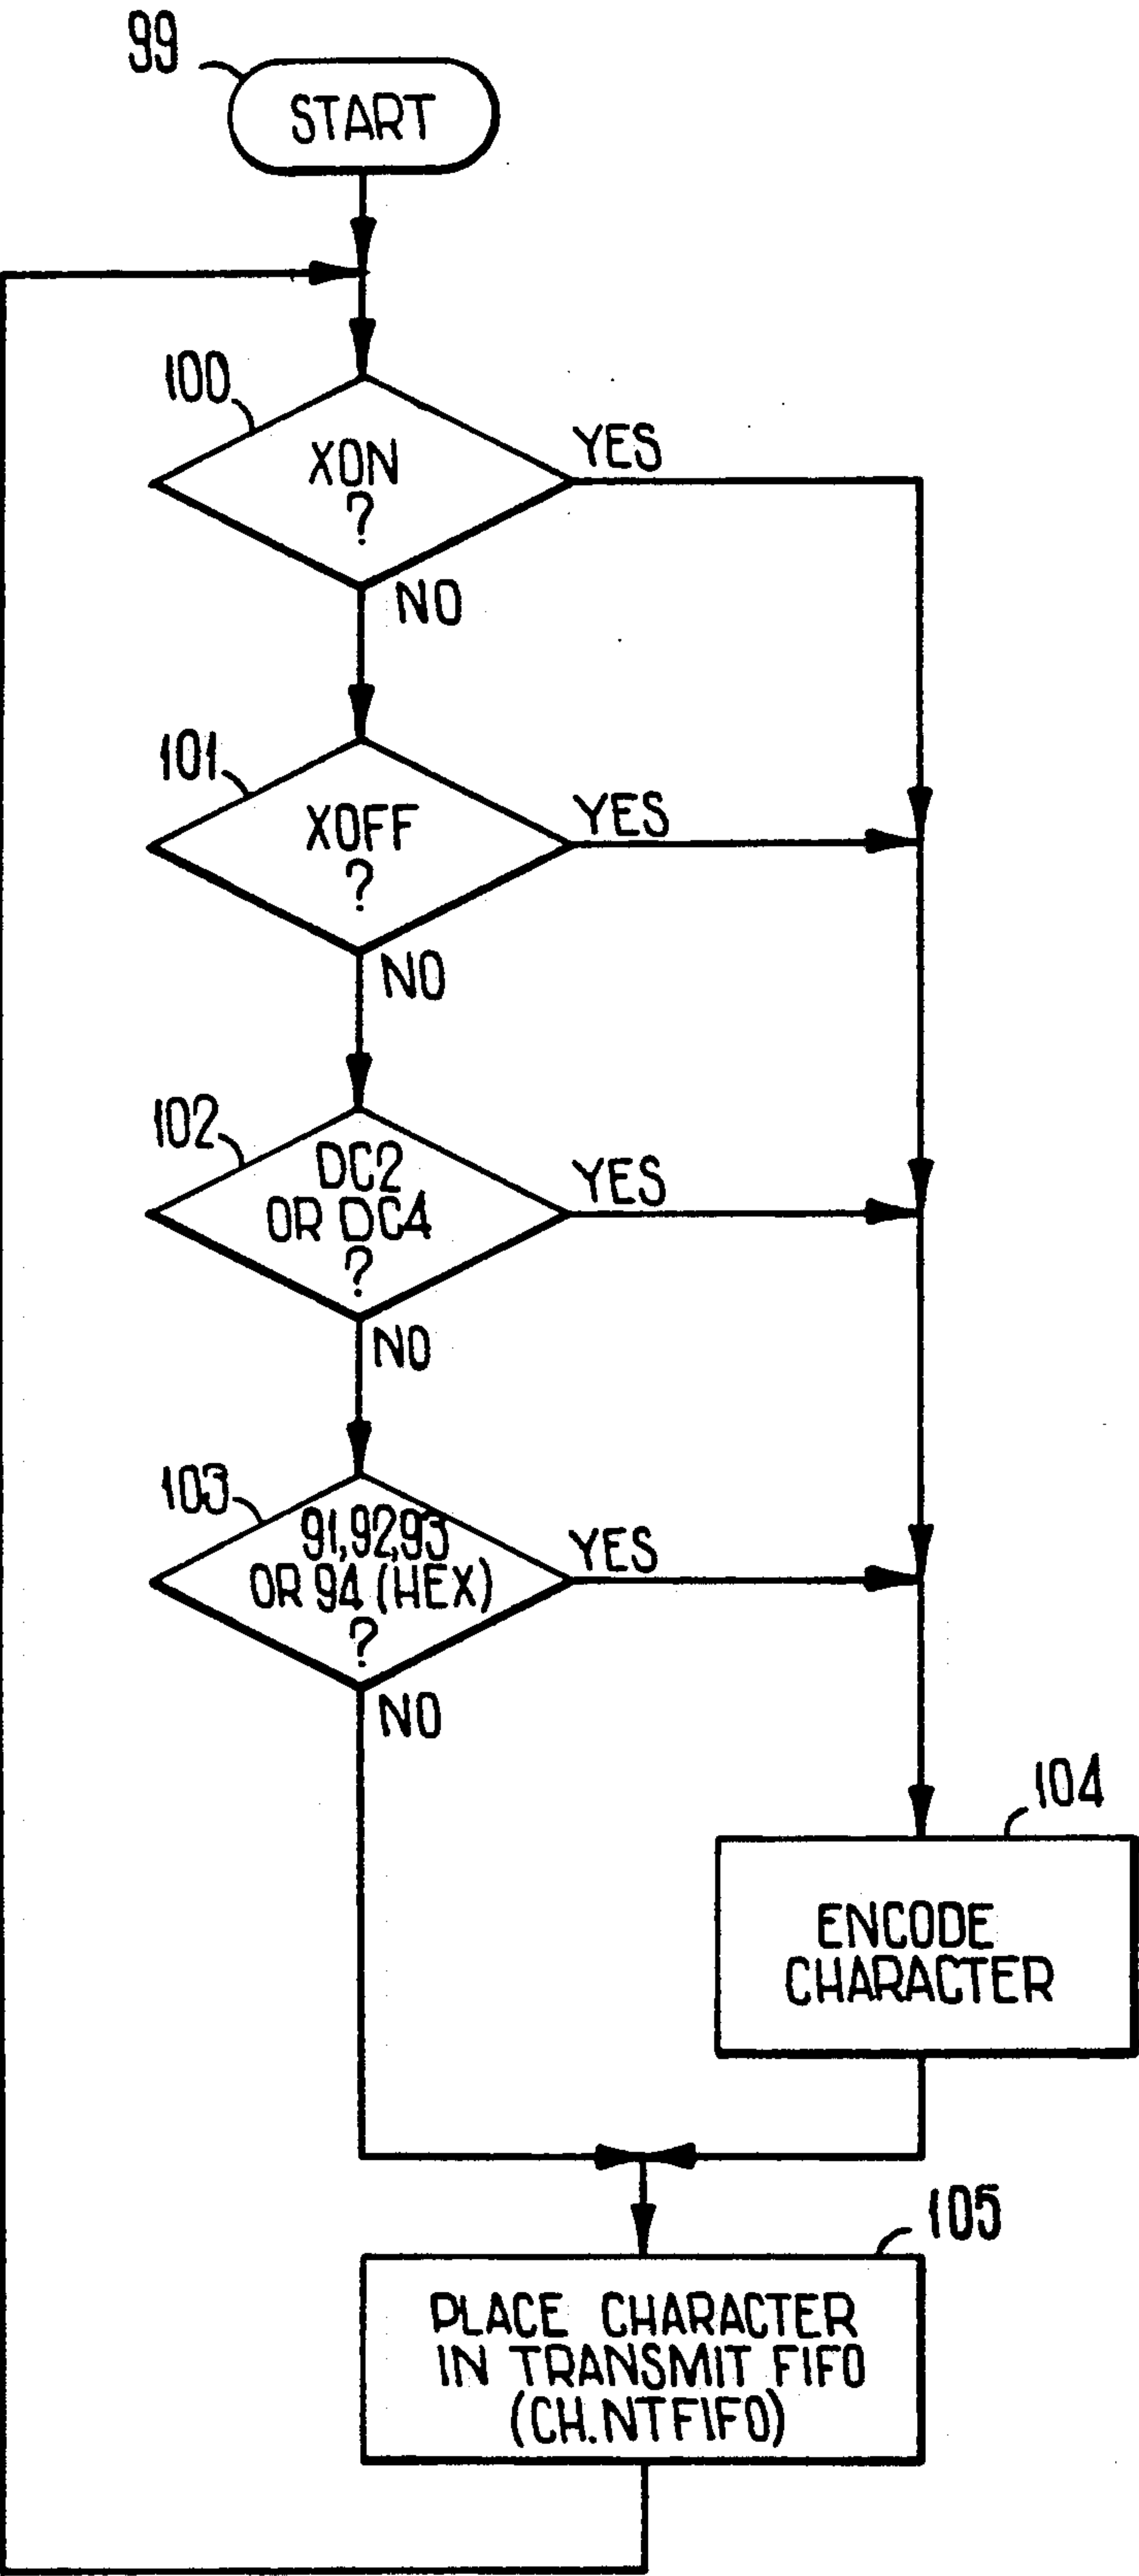 99
START
100
XON
?
YES
NO
101
XOFF
?
YES
NO
102
DC2
OR DC4
?
YES
NO
103
91,92,93
OR 94 (HEX)
?
YES
NO
104
ENCODE
CHARACTER
105
PLACE CHARACTER
IN TRANSMIT FIFO
(CH.NTFIFO)